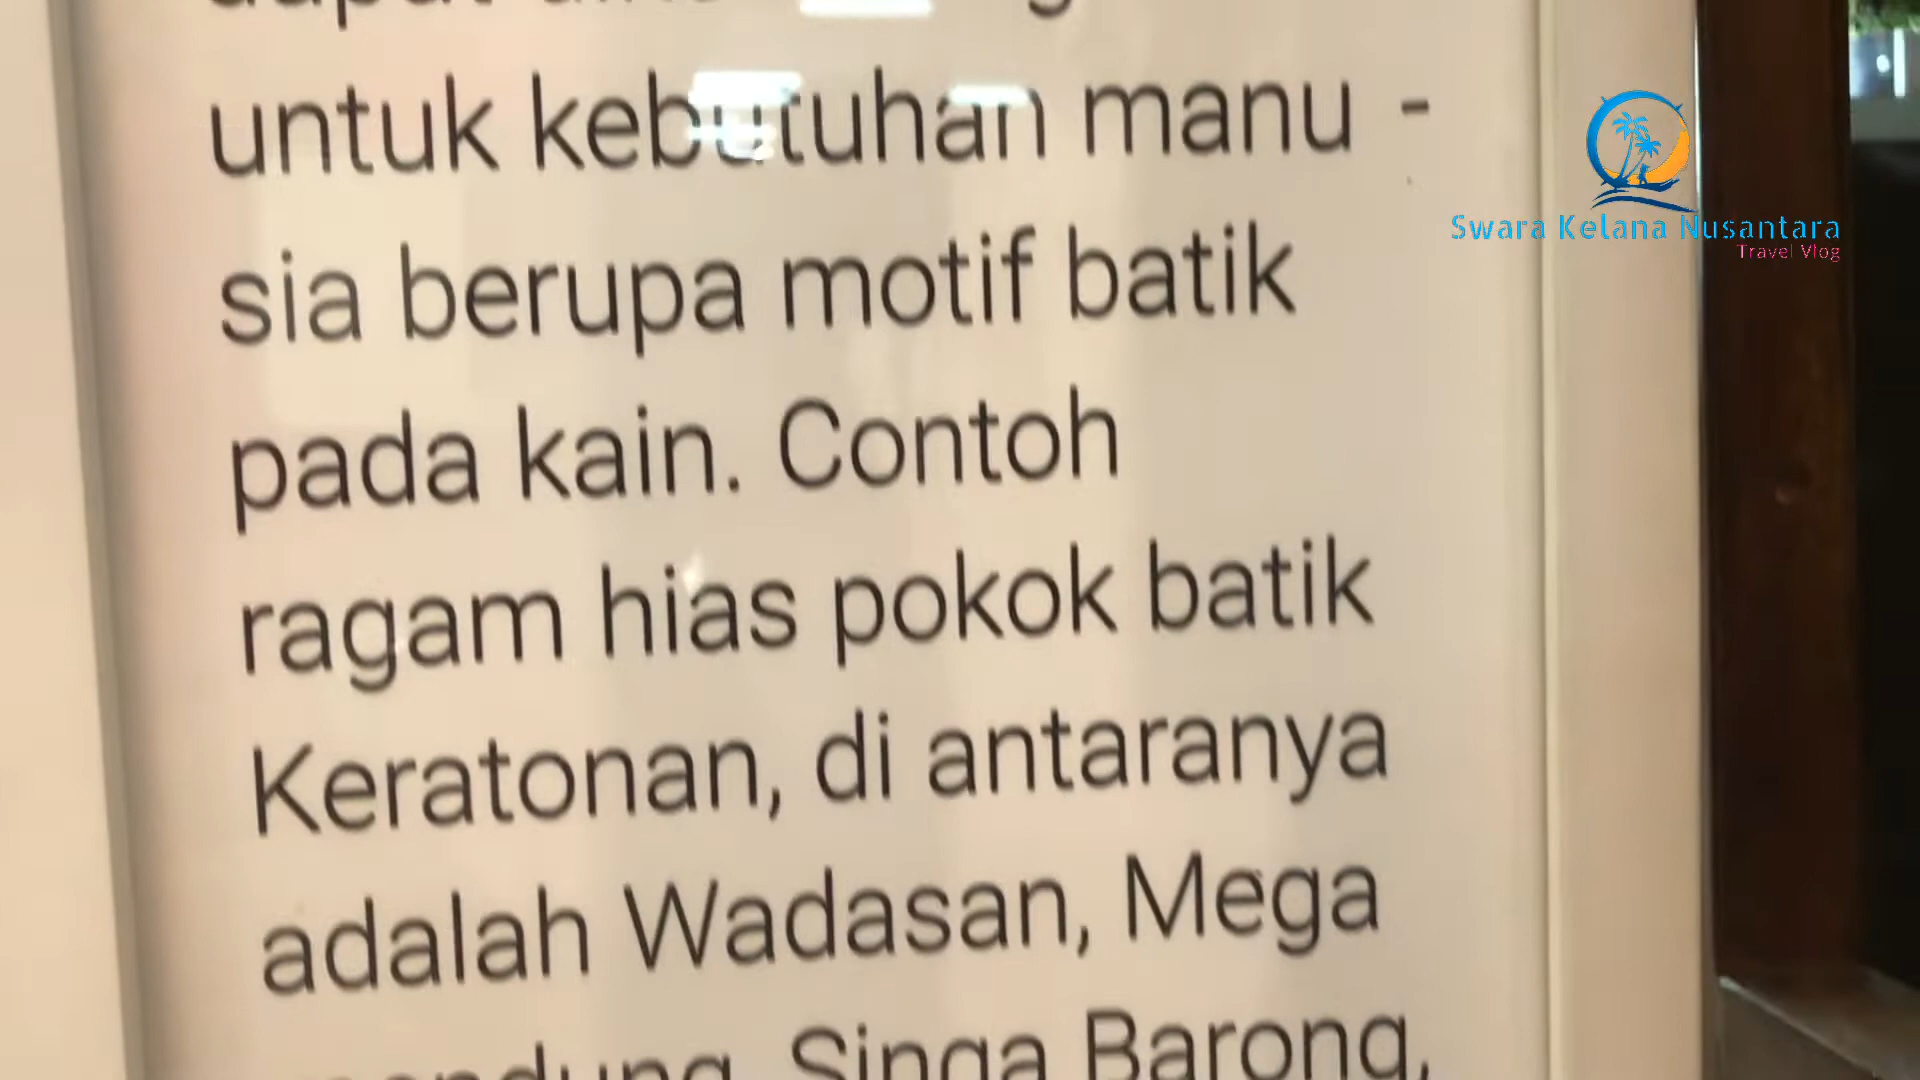 untuk kebutuhan manu -
sia berupa motif batik
pada kain. Contoh
ragam hias pokok batik
Keratonan, di antaranya
adalah Wadasan, Mega
Singa Barong,
Swara Kelana Nusantara
Travel Vlog